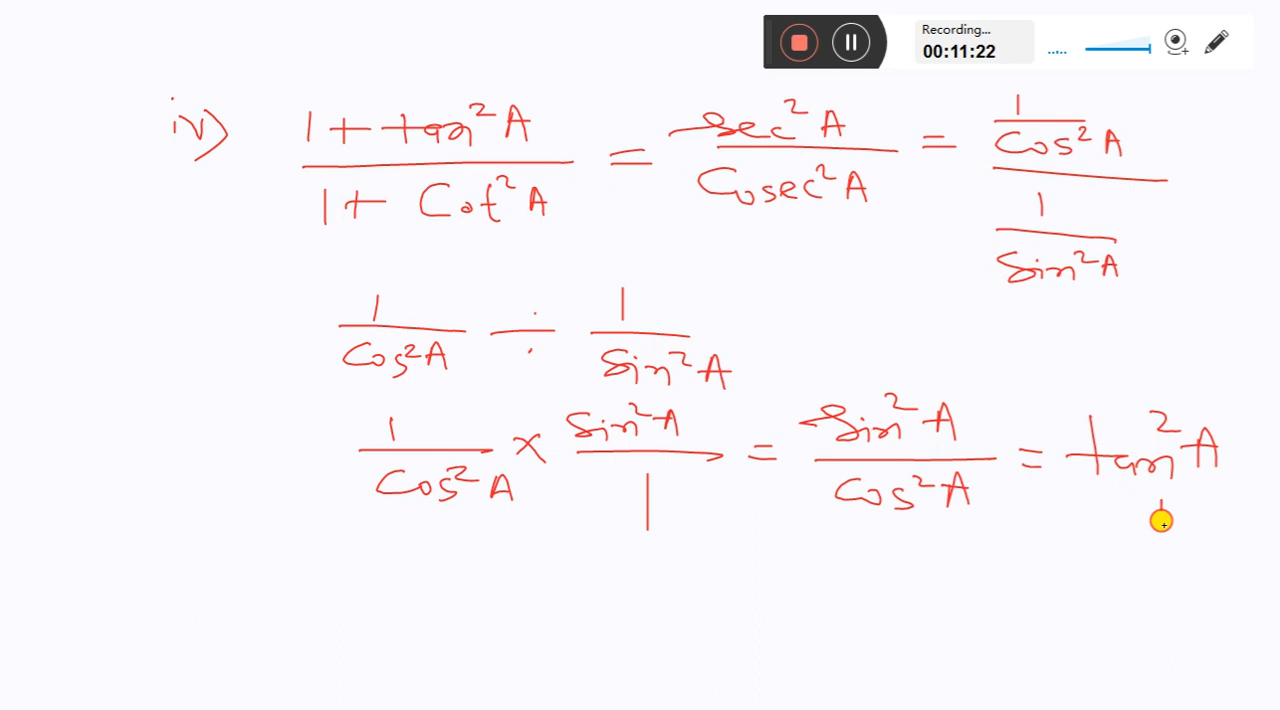 Recording...
00:11:22
iv) (1 + tan²A)/(1 + Cot²A) = sec²A/Cosec²A = (1/Cos²A)/(1/Sin²A)
1/Cos²A ÷ 1/Sin²A
1/Cos²A × Sin²A/1 = Sin²A/Cos²A = tan²A